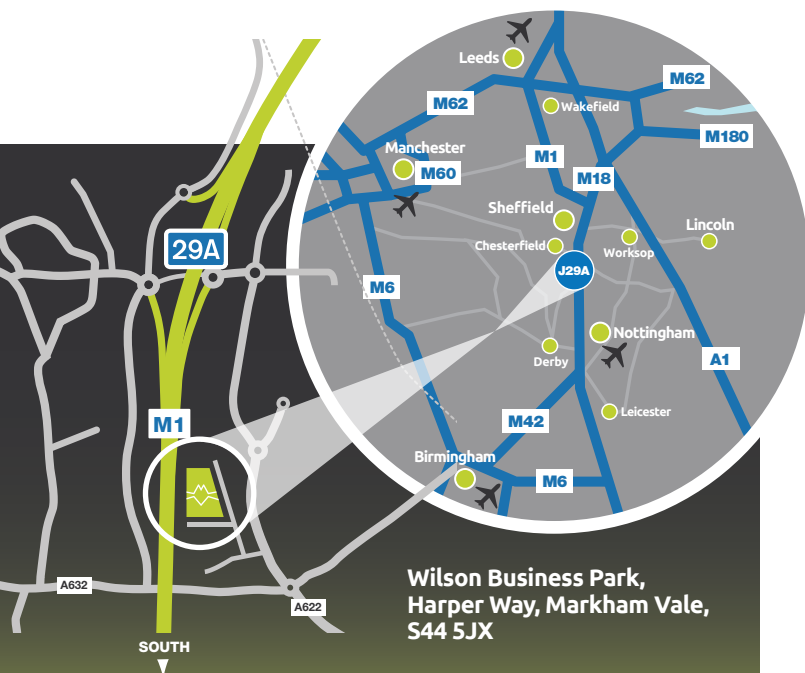 Leeds
M62
Wakefield
M62
M180
Manchester
M60
M1
M18
Sheffield
Lincoln
Chesterfield
Worksop
29A
J29A
M6
Nottingham
Derby
A1
M1
M42
Leicester
Birmingham
M6
A632
A622
Wilson Business Park,
Harper Way, Markham Vale,
S44 5JX
SOUTH